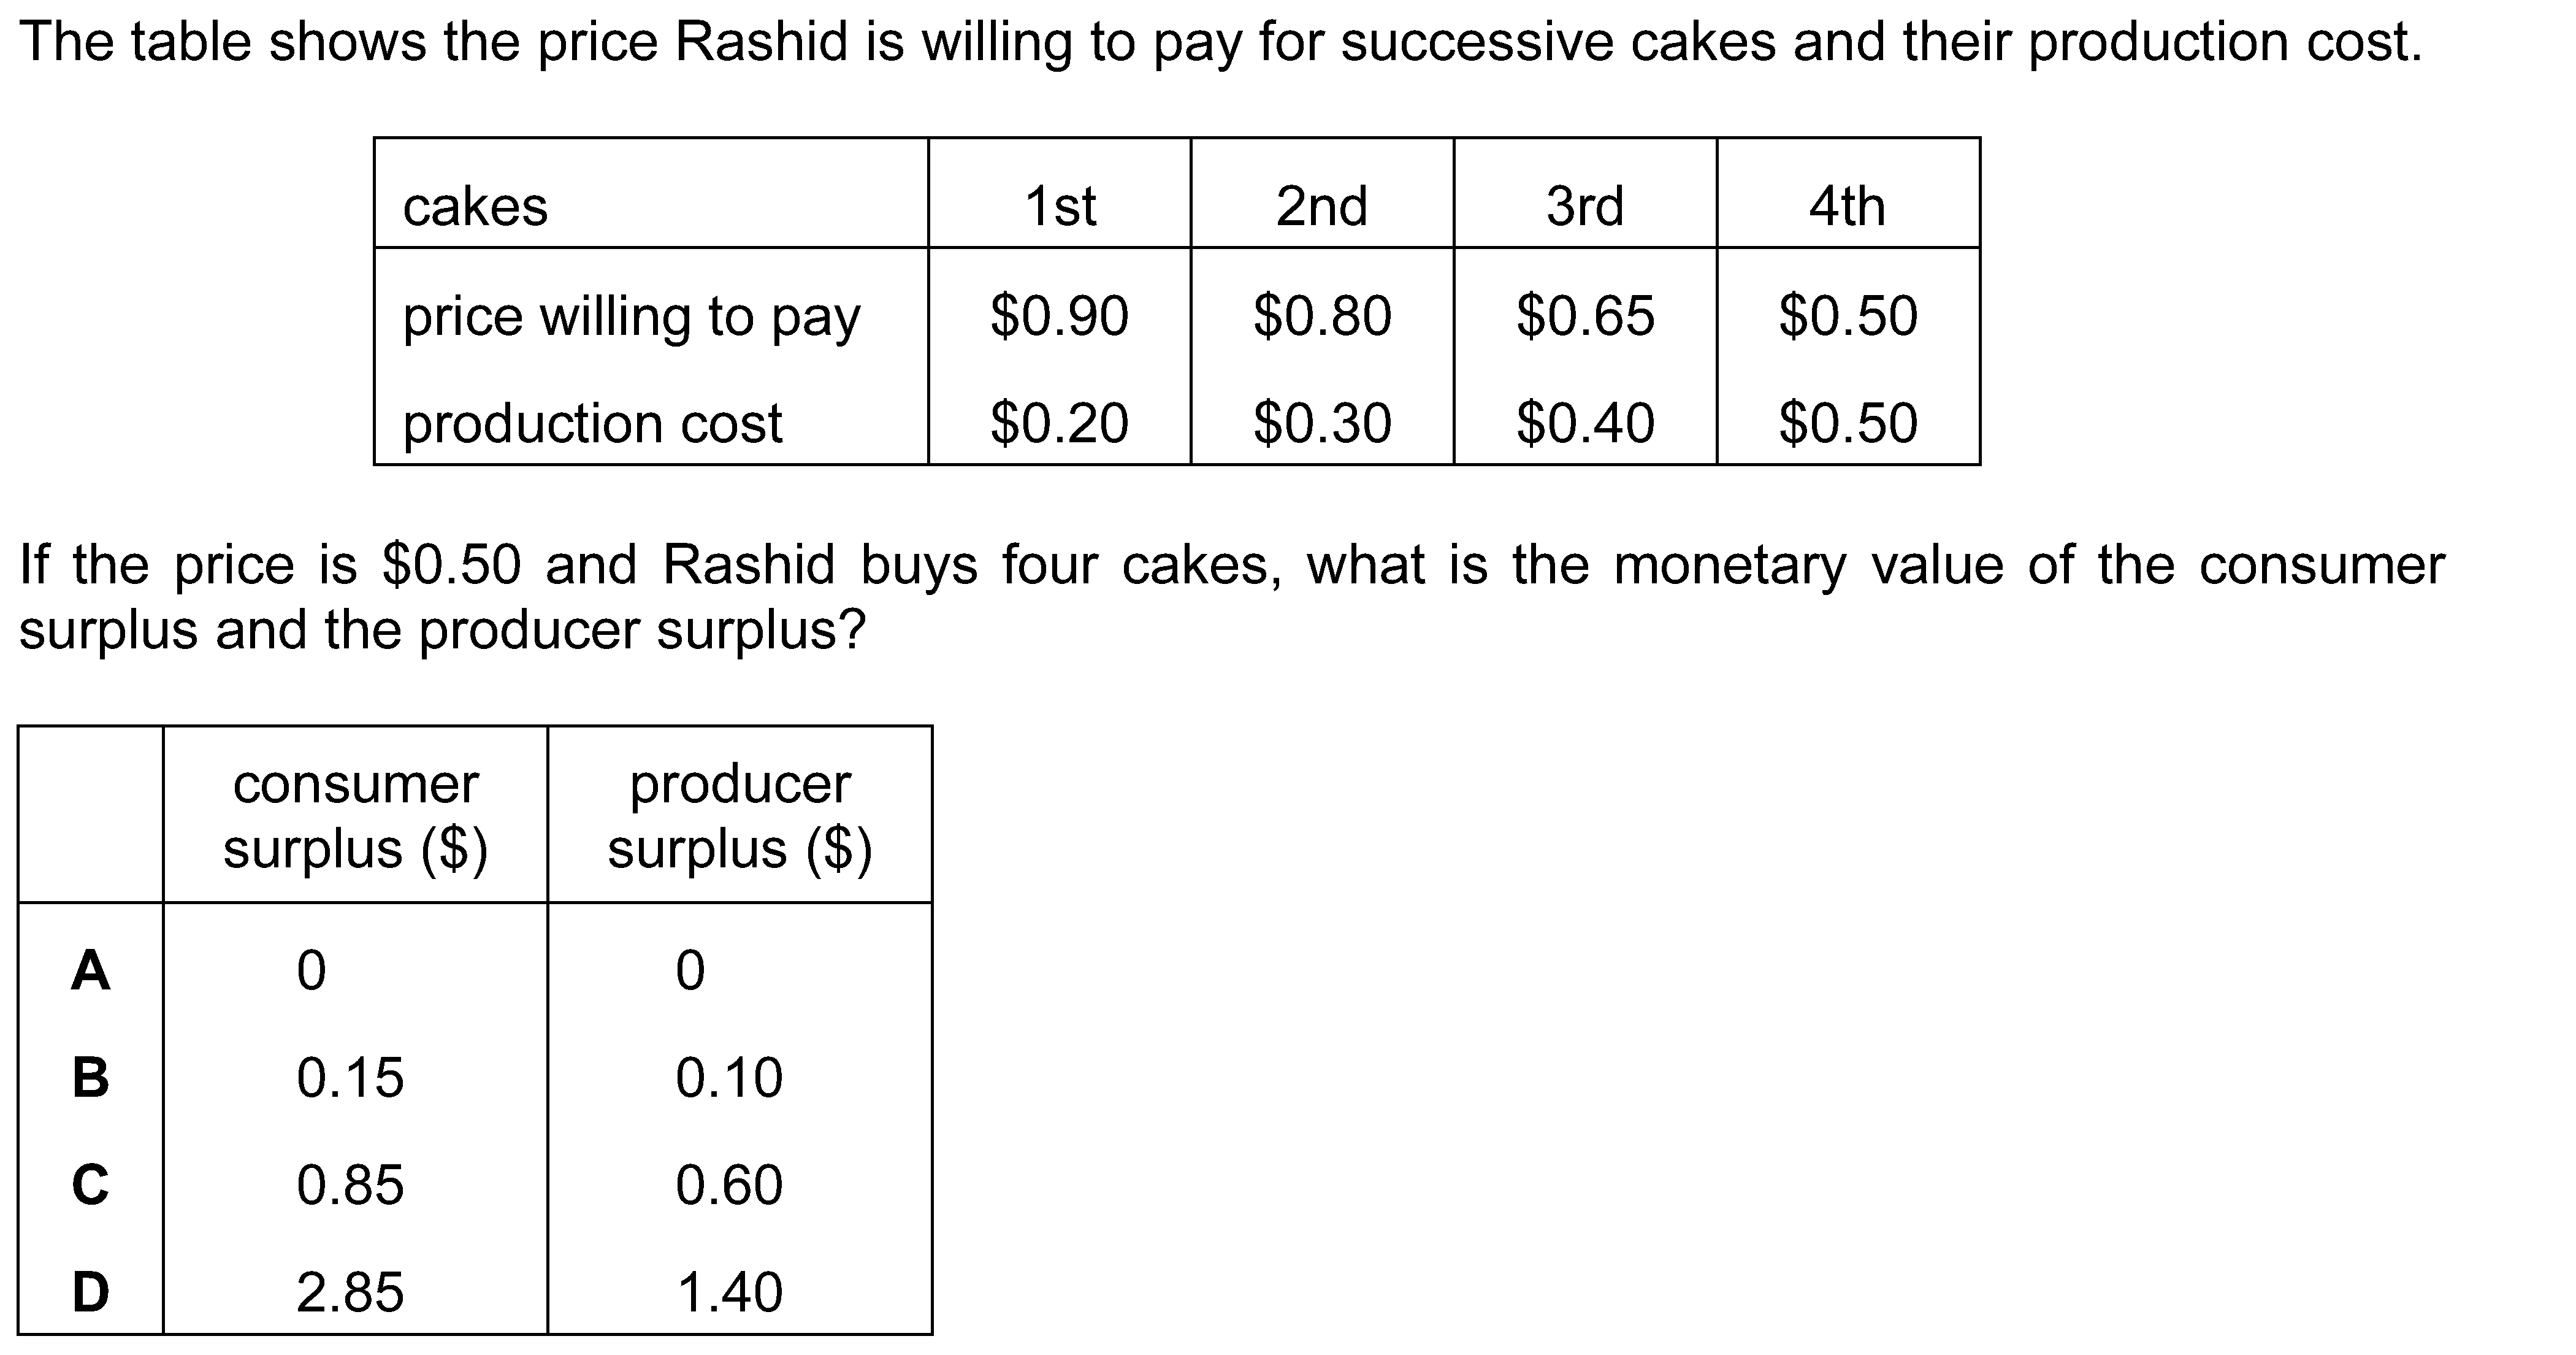 The table shows the price Rashid is willing to pay for successive cakes and their production cost.
cakes 1st 2nd 3rd 4th
price willing to pay $0.90 $0.80 $0.65 $0.50
production cost $0.20 $0.30 $0.40 $0.50
If the price is $0.50 and Rashid buys four cakes, what is the monetary value of the consumer
surplus and the producer surplus?
consumer producer
surplus ($) surplus ($)
A 0 0
B 0.15 0.10
C 0.85 0.60
D 2.85 1.40